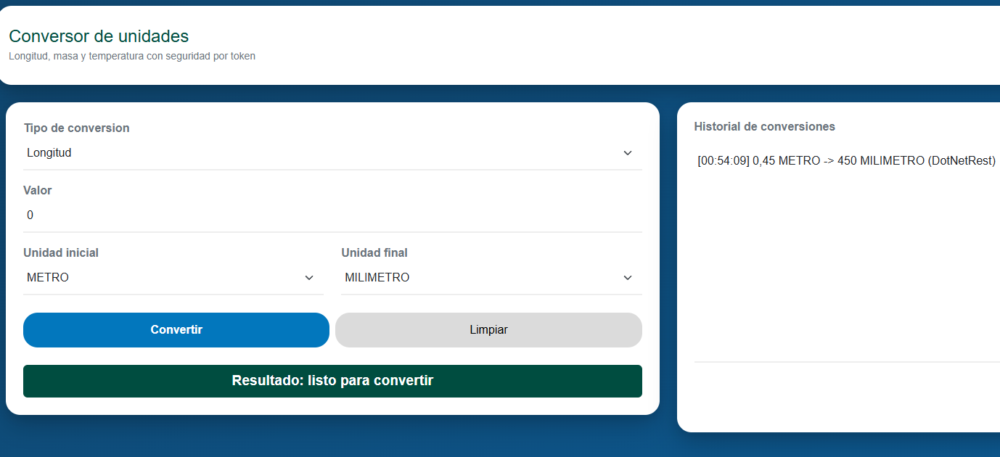 Conversor de unidades
Longitud, masa y temperatura con seguridad por token
Tipo de conversion
Longitud
Valor
0
Unidad inicial
Unidad final
METRO
MILIMETRO
Convertir
Limpiar
Resultado: listo para convertir
Historial de conversiones
[00:54:09] 0,45 METRO -> 450 MILIMETRO (DotNetRest)